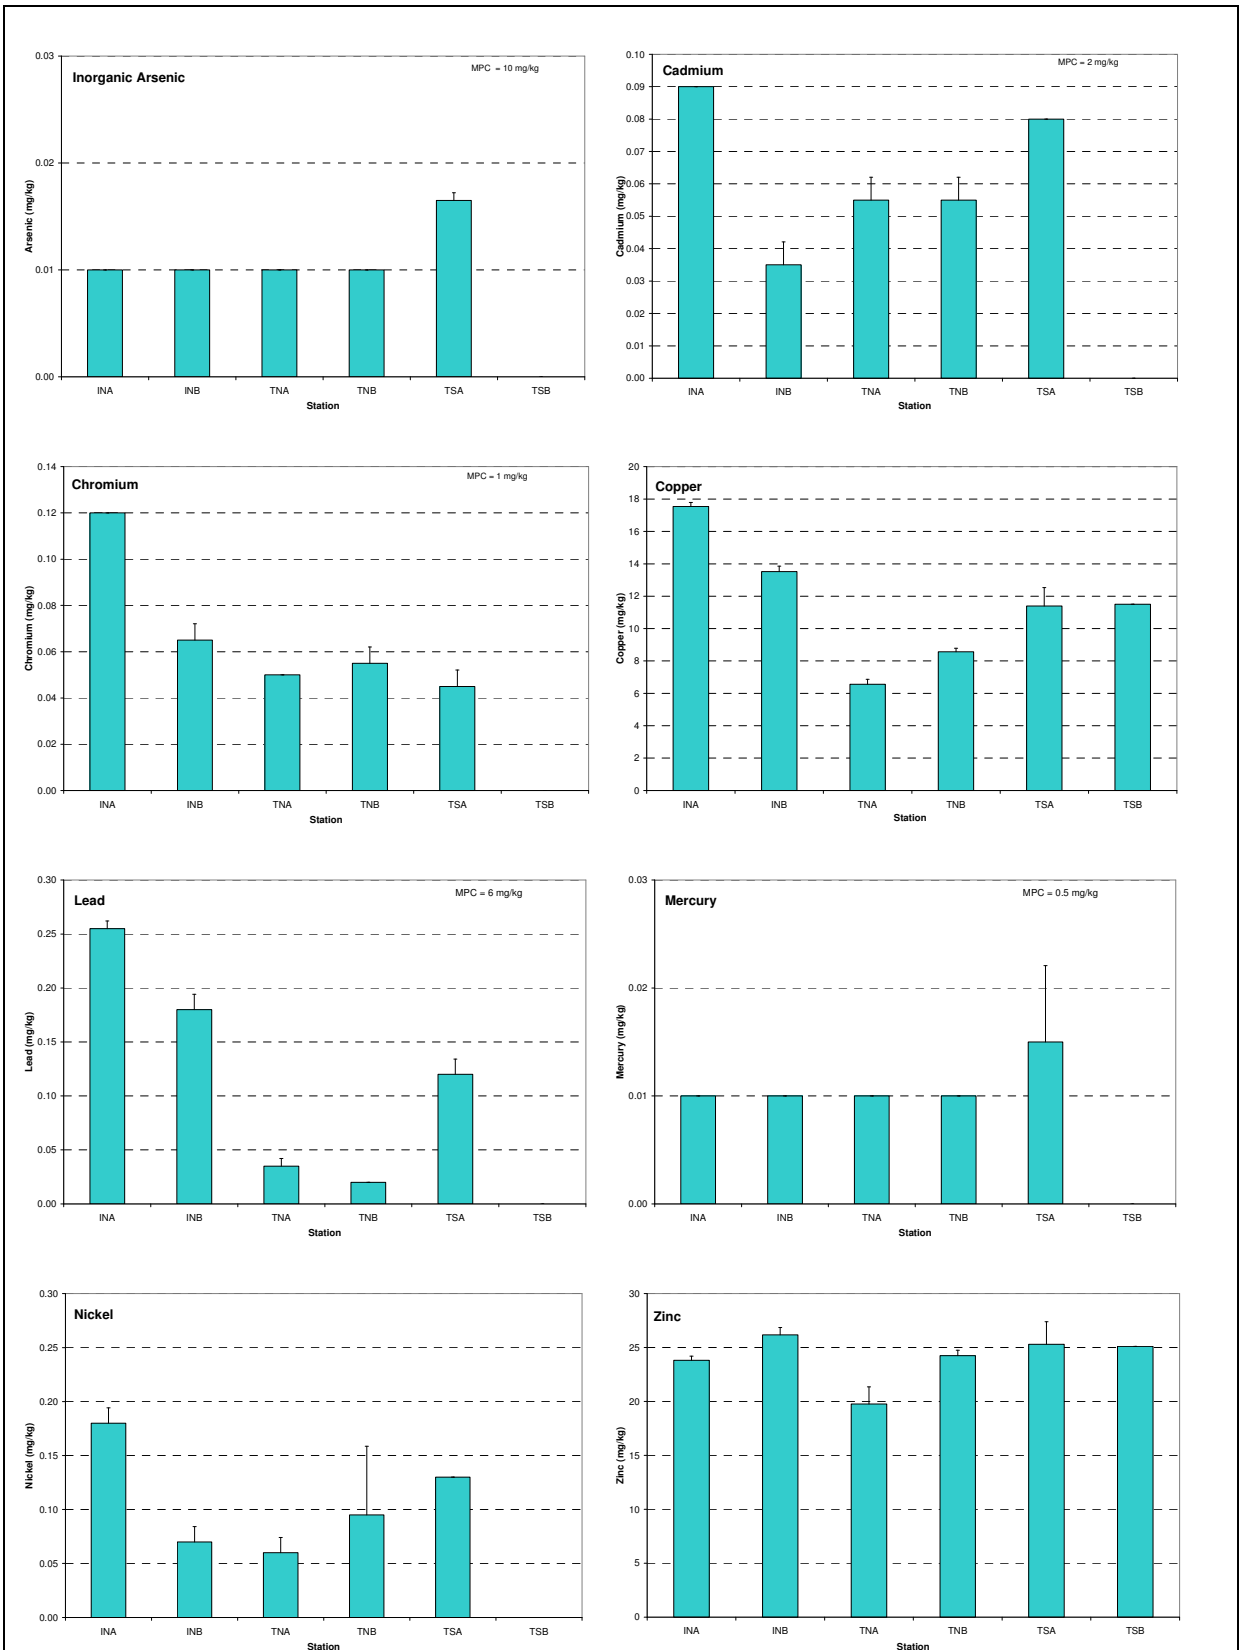 Inorganic Arsenic
MPC = 10 mg/kg
Arsenic (mg/kg)
0.03
0.02
0.01
0.00
INA INB TNA TNB TSA TSB
Station
Cadmium
MPC = 2 mg/kg
Cadmium (mg/kg)
0.10
0.09
0.08
0.07
0.06
0.05
0.04
0.03
0.02
0.01
0.00
INA INB TNA TNB TSA TSB
Station
Chromium
MPC = 1 mg/kg
Chromium (mg/kg)
0.14
0.12
0.10
0.08
0.06
0.04
0.02
0.00
INA INB TNA TNB TSA TSB
Station
Copper
Copper (mg/kg)
20
18
16
14
12
10
8
6
4
2
0
INA INB TNA TNB TSA TSB
Station
Lead
MPC = 6 mg/kg
Lead (mg/kg)
0.30
0.25
0.20
0.15
0.10
0.05
0.00
INA INB TNA TNB TSA TSB
Station
Mercury
MPC = 0.5 mg/kg
Mercury (mg/kg)
0.03
0.02
0.01
0.00
INA INB TNA TNB TSA TSB
Station
Nickel
Nickel (mg/kg)
0.30
0.25
0.20
0.15
0.10
0.05
0.00
INA INB TNA TNB TSA TSB
Station
Zinc
Zinc (mg/kg)
30
25
20
15
10
5
0
INA INB TNA TNB TSA TSB
Station